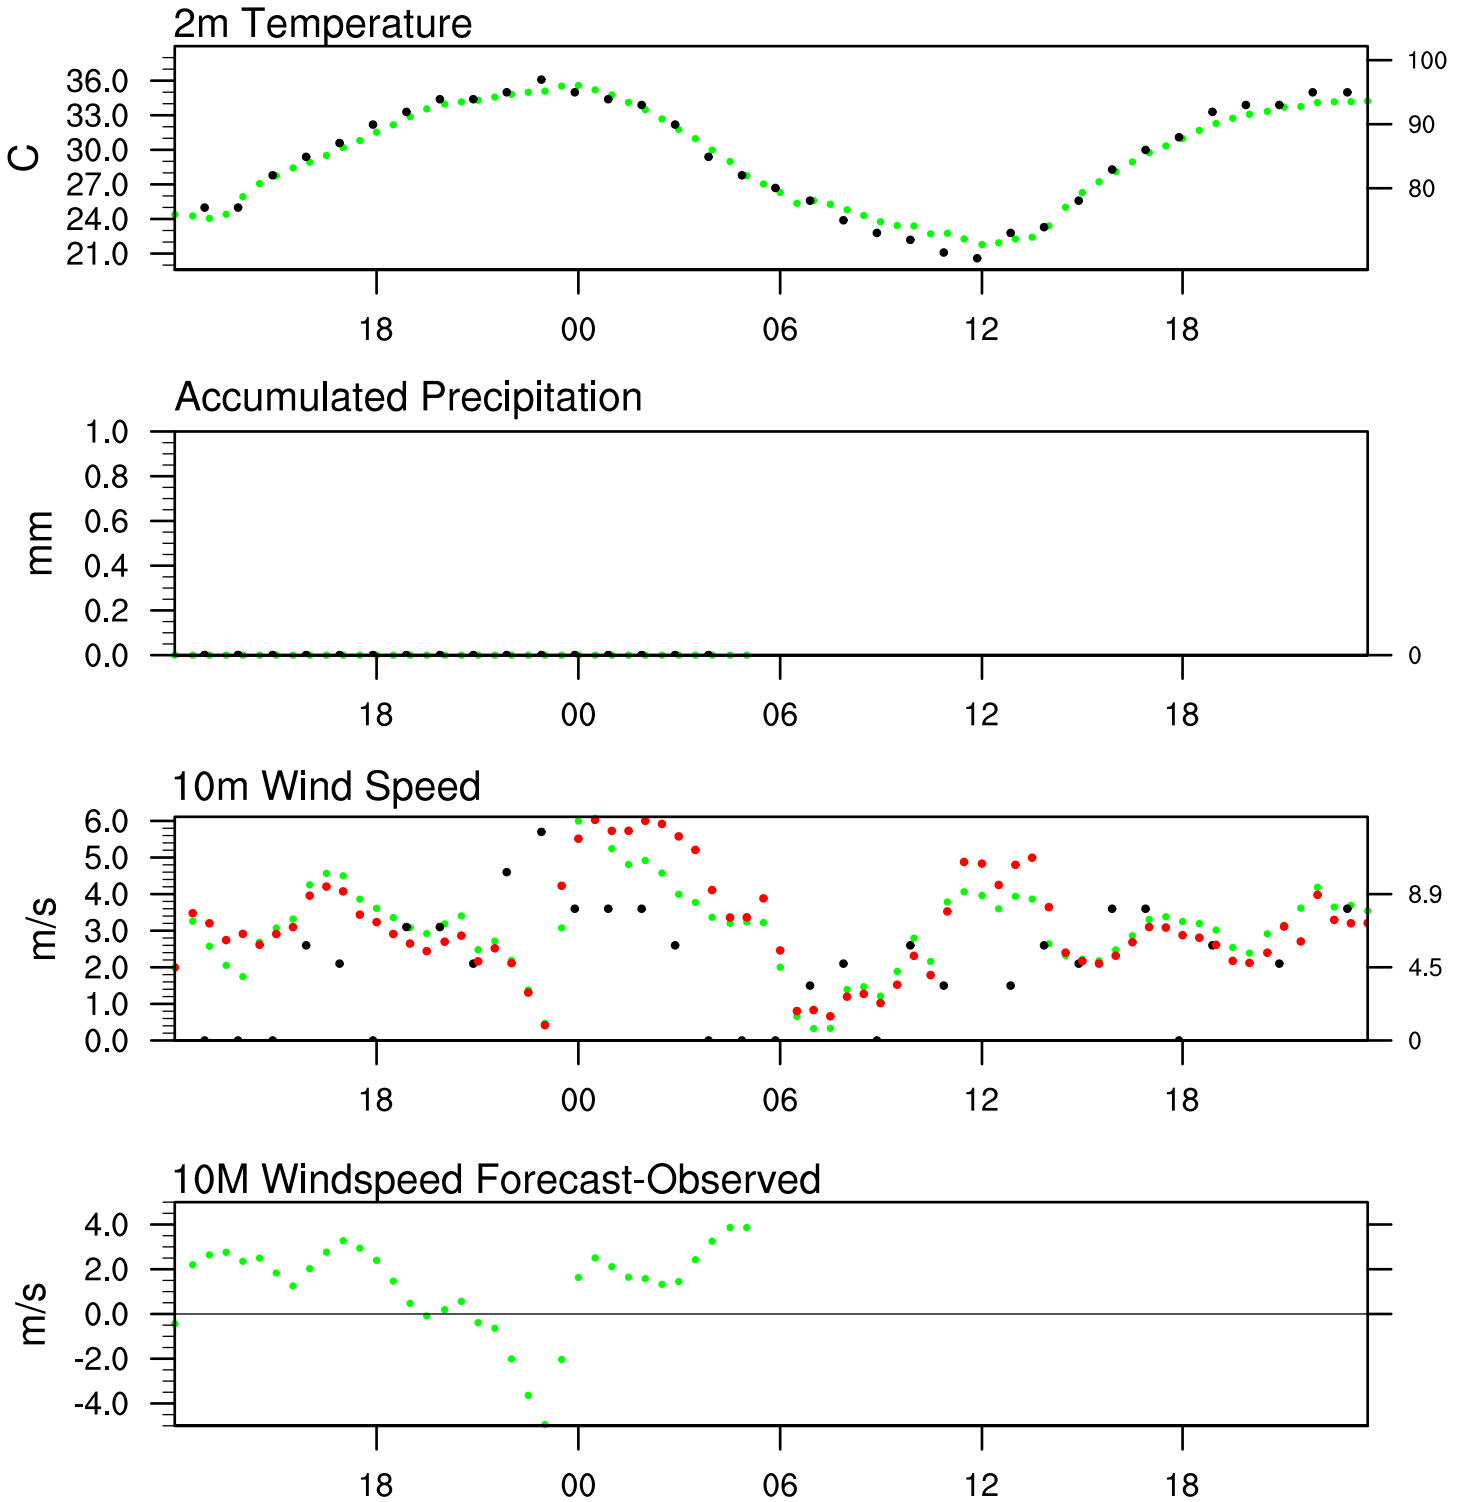 2m Temperature
36.0
33.0
30.0
27.0
24.0
21.0
C
100
90
80
18 00 06 12 18
Accumulated Precipitation
1.0
0.8
0.6
0.4
0.2
0.0
mm
0
18 00 06 12 18
10m Wind Speed
6.0
5.0
4.0
3.0
2.0
1.0
0.0
m/s
8.9
4.5
0
18 00 06 12 18
10M Windspeed Forecast-Observed
4.0
2.0
0.0
-2.0
-4.0
m/s
18 00 06 12 18